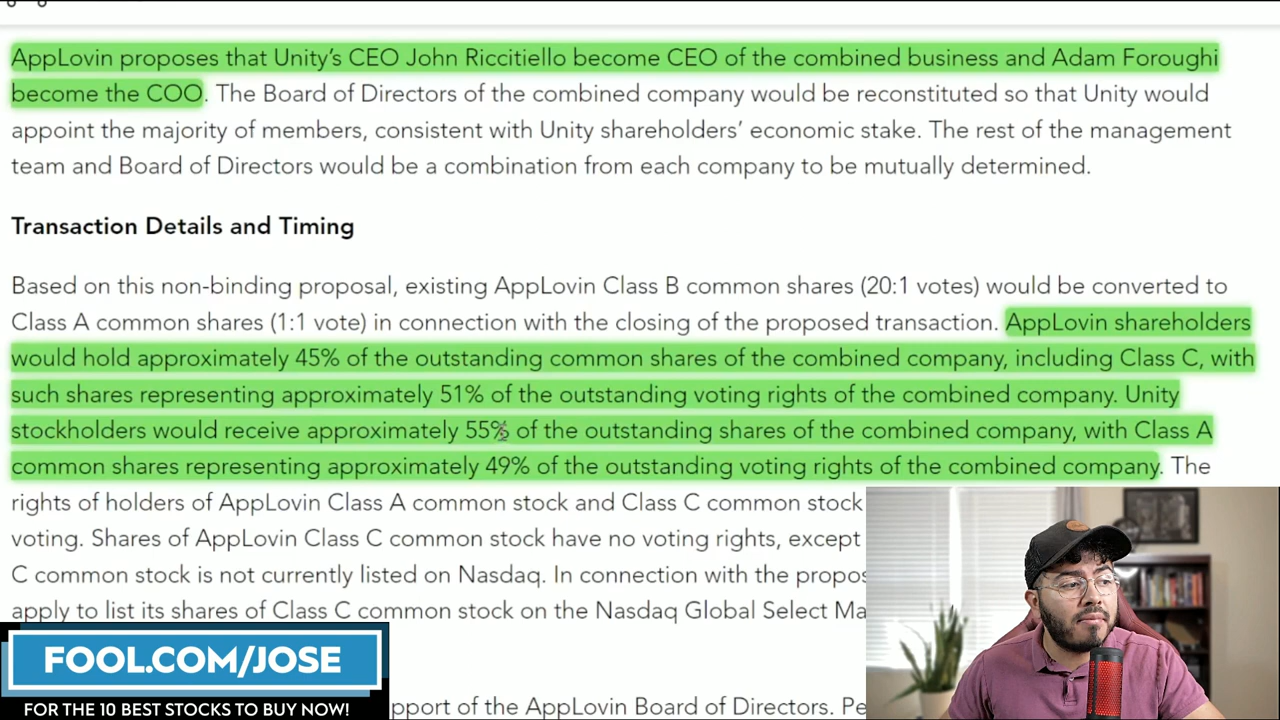 AppLovin proposes that Unity's CEO John Riccitiello become CEO of the combined business and Adam Foroughi
become the COO. The Board of Directors of the combined company would be reconstituted so that Unity would
appoint the majority of members, consistent with Unity shareholders' economic stake. The rest of the management
team and Board of Directors would be a combination from each company to be mutually determined.
Transaction Details and Timing
Based on this non-binding proposal, existing AppLovin Class B common shares (20:1 votes) would be converted to
Class A common shares (1:1 vote) in connection with the closing of the proposed transaction. AppLovin shareholders
would hold approximately 45% of the outstanding common shares of the combined company, including Class C, with
such shares representing approximately 51% of the outstanding voting rights of the combined company. Unity
stockholders would receive approximately 55% of the outstanding shares of the combined company, with Class A
common shares representing approximately 49% of the outstanding voting rights of the combined company. The
rights of holders of AppLovin Class A common stock and Class C common stock
voting. Shares of AppLovin Class C common stock have no voting rights, except
C common stock is not currently listed on Nasdaq. In connection with the propos
apply to list its shares of Class C common stock on the Nasdaq Global Select Ma
pport of the AppLovin Board of Directors. Pe
FOOL.COM/JOSE
FOR THE 10 BEST STOCKS TO BUY NOW!